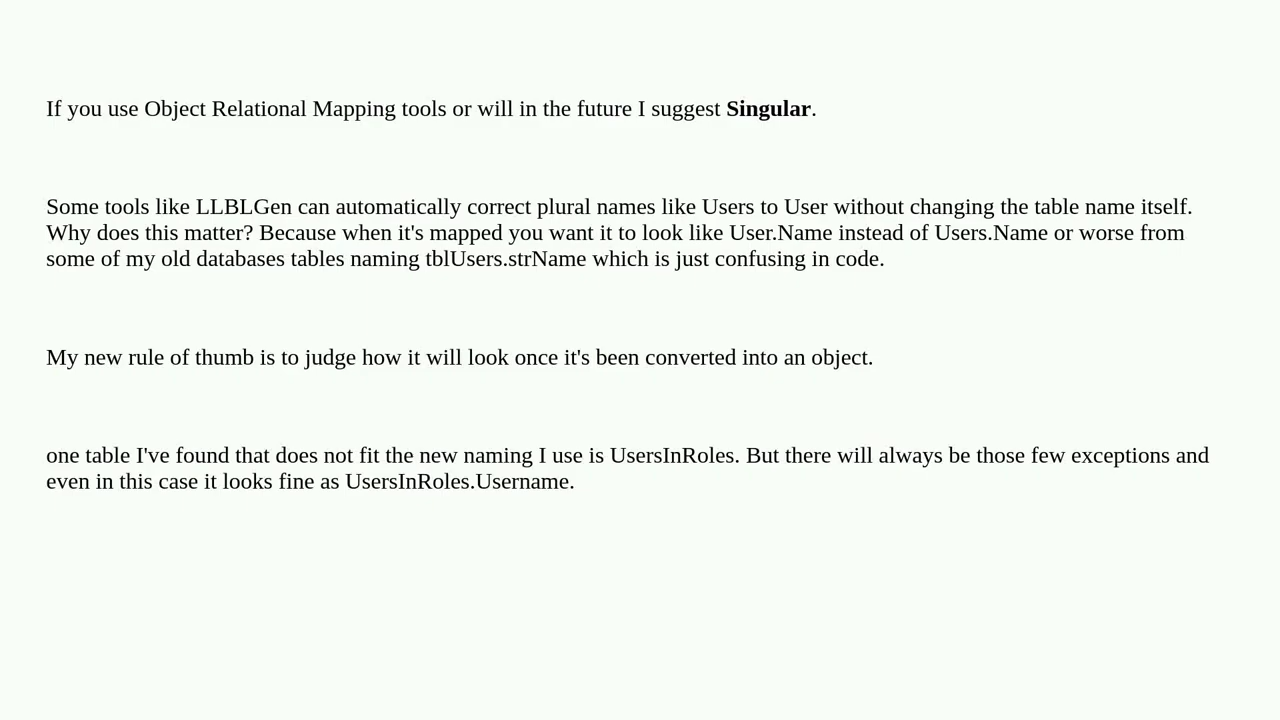 If you use Object Relational Mapping tools or will in the future I suggest Singular.
Some tools like LLBLGen can automatically correct plural names like Users to User without changing the table name itself.
Why does this matter? Because when it's mapped you want it to look like User.Name instead of Users.Name or worse from
some of my old databases tables naming tblUsers.strName which is just confusing in code.
My new rule of thumb is to judge how it will look once it's been converted into an object.
one table I've found that does not fit the new naming I use is UsersInRoles. But there will always be those few exceptions and
even in this case it looks fine as UsersInRoles.Username.